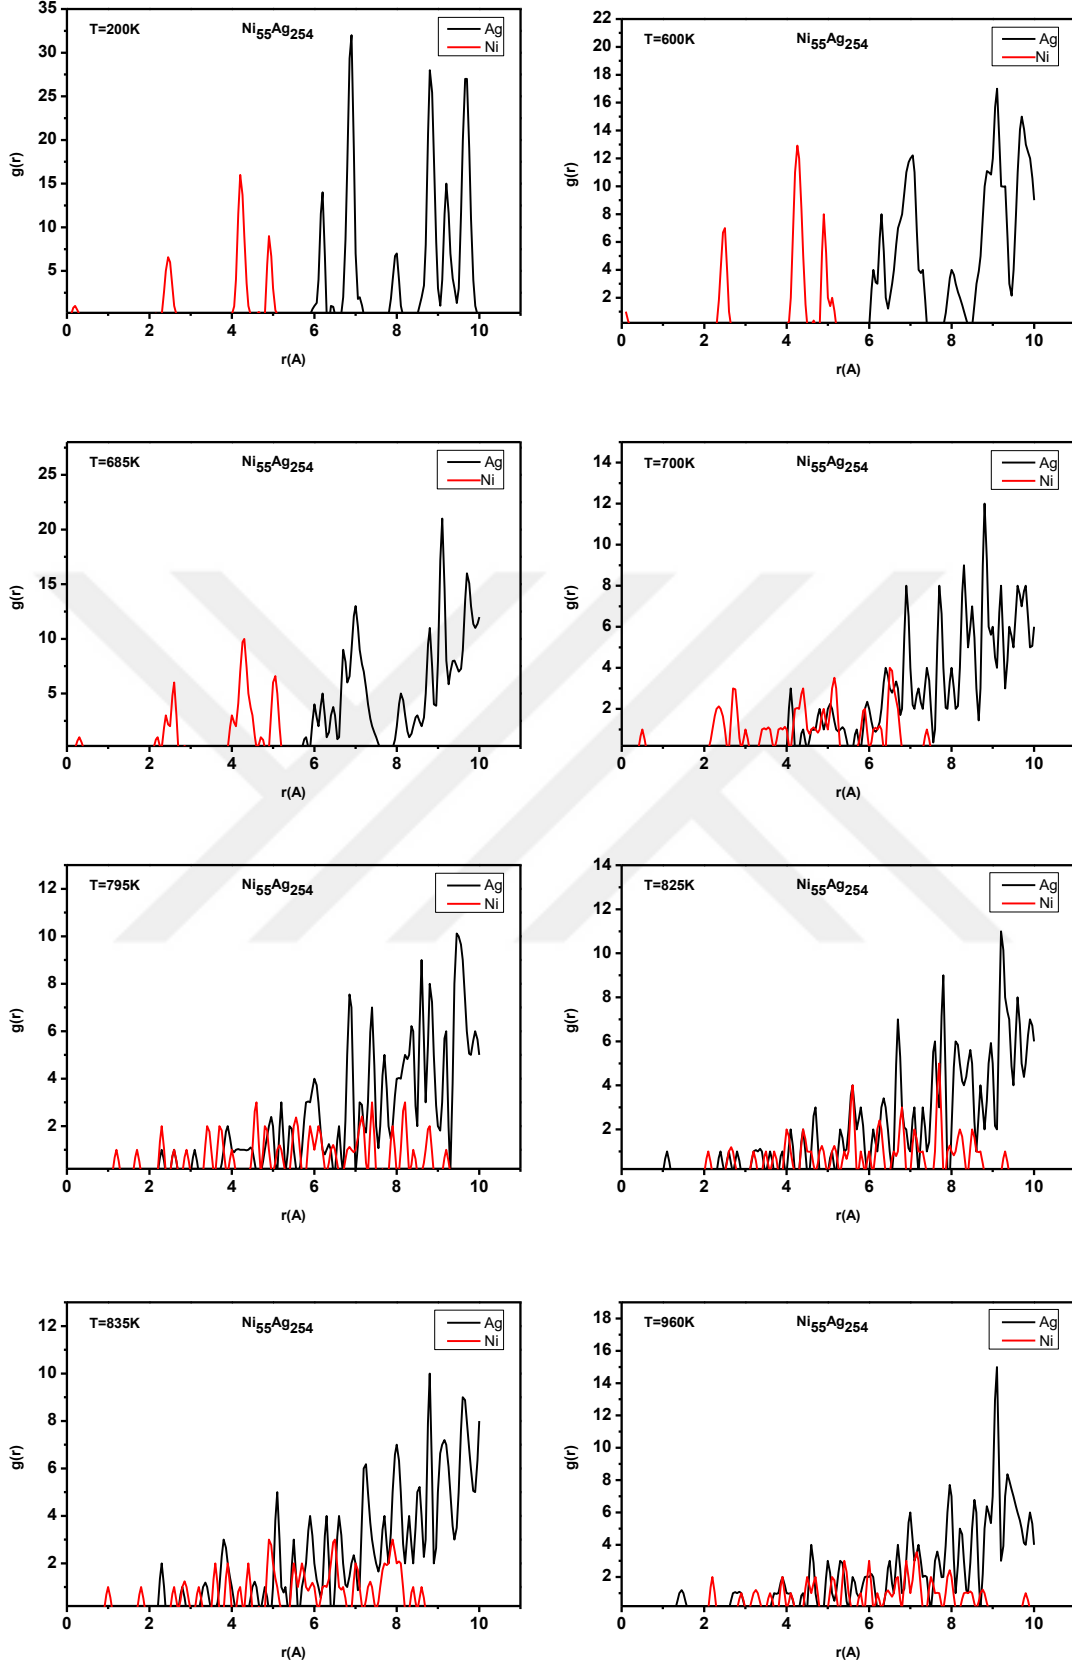 T=200K Ni55Ag254
Ag
Ni
35
30
25
20
15
10
5
g(r)
0 2 4 6 8 10
r(A)
T=600K Ni55Ag254
Ag
Ni
22
20
18
16
14
12
10
8
6
4
2
g(r)
0 2 4 6 8 10
r(A)
T=685K Ni55Ag254
Ag
Ni
25
20
15
10
5
g(r)
0 2 4 6 8 10
r(A)
T=700K Ni55Ag254
Ag
Ni
14
12
10
8
6
4
2
g(r)
0 2 4 6 8 10
r(A)
T=795K Ni55Ag254
Ag
Ni
12
10
8
6
4
2
g(r)
0 2 4 6 8 10
r(A)
T=825K Ni55Ag254
Ag
Ni
14
12
10
8
6
4
2
g(r)
0 2 4 6 8 10
r(A)
T=835K Ni55Ag254
Ag
Ni
12
10
8
6
4
2
g(r)
0 2 4 6 8 10
r(A)
T=960K Ni55Ag254
Ag
Ni
18
16
14
12
10
8
6
4
2
g(r)
0 2 4 6 8 10
r(A)